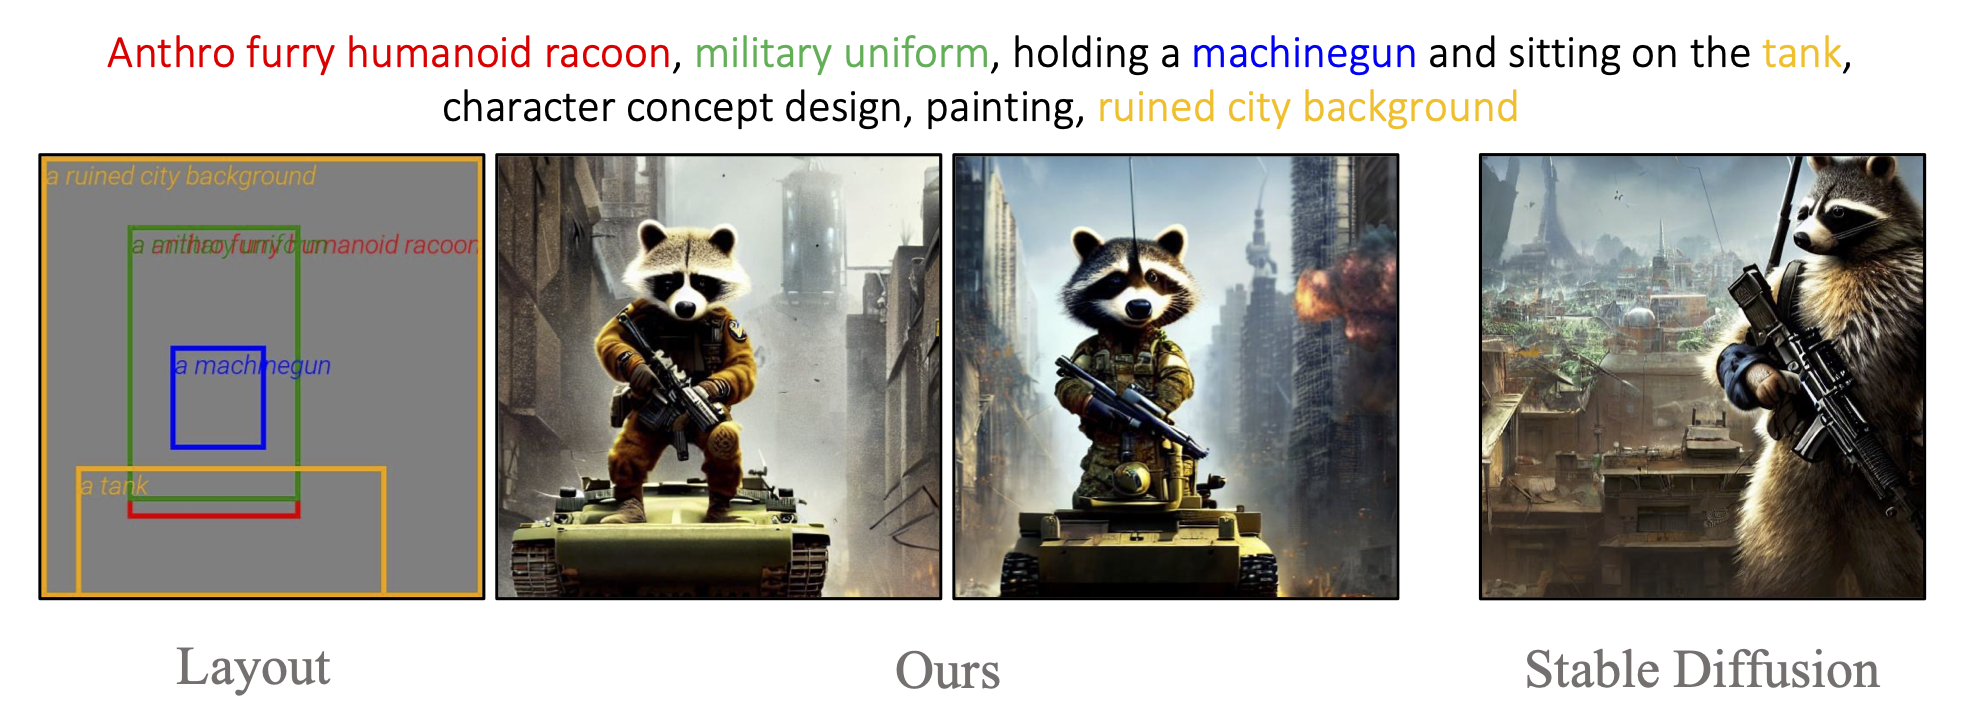 Anthro furry humanoid racoon, military uniform, holding a machinegun and sitting on the tank,
character concept design, painting, ruined city background
a ruined city background
a military uniform
an anthro furry humanoid racoon
a machinegun
a tank
Layout
Ours
Stable Diffusion